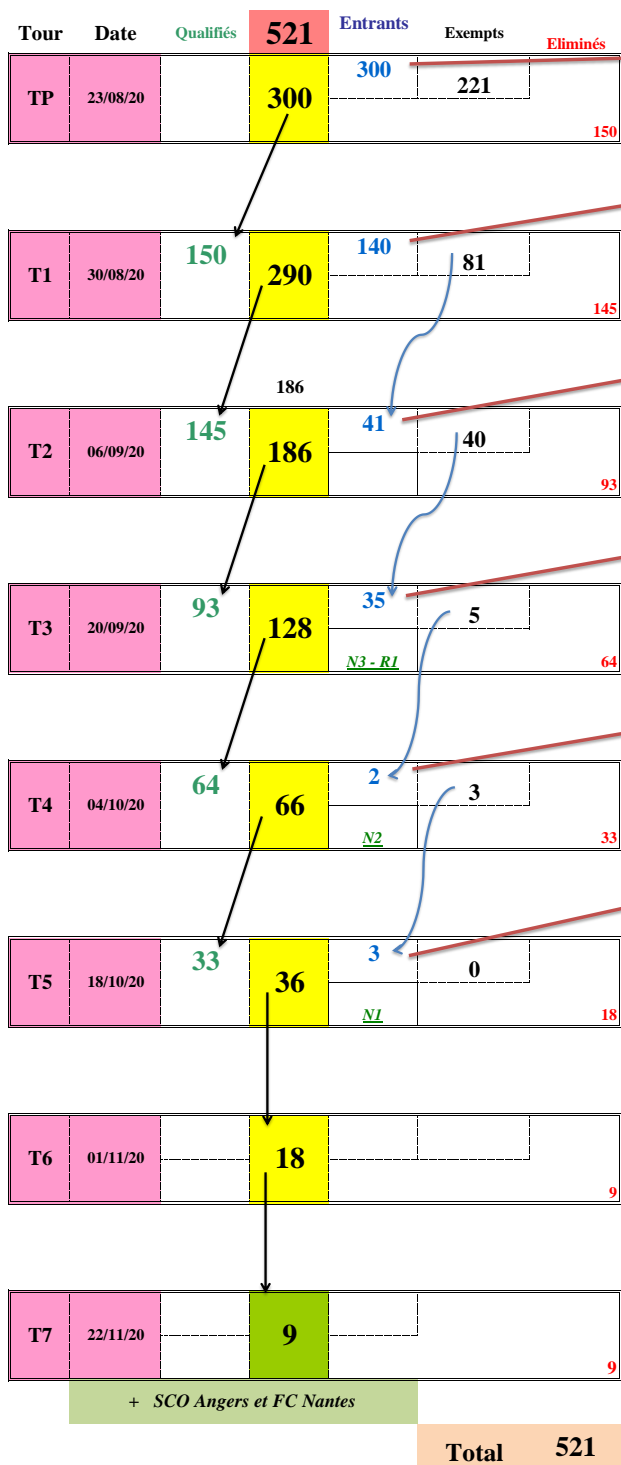 Tour Date Qualifiés 521 Entrants Exempts Eliminés
TP 23/08/20 300 300 221 150
T1 30/08/20 150 290 140 81 145
186
T2 06/09/20 145 186 41 40 93
T3 20/09/20 93 128 35 5 64
N3 - R1
T4 04/10/20 64 66 2 3 33
N2
T5 18/10/20 33 36 3 0 18
N1
T6 01/11/20 18 9
T7 22/11/20 9 9
+ SCO Angers et FC Nantes
Total 521